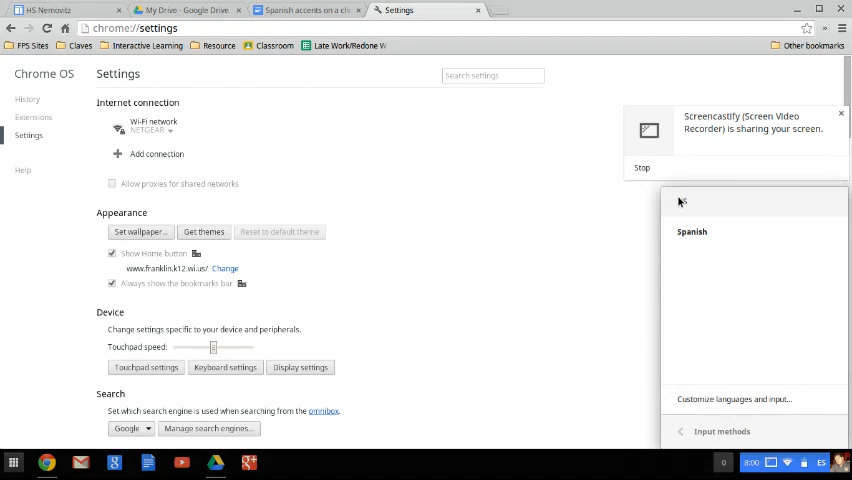 HS Nemovitz
My Drive - Google Drive
Spanish accents on a chr
Settings
chrome://settings
FPS Sites
Claves
Interactive Learning
Resource
Classroom
Late Work/Redone W
Other bookmarks
Chrome OS
History
Extensions
Settings
Help
Settings
Search settings
Internet connection
Wi-Fi network
NETGEAR
Add connection
Allow proxies for shared networks
Appearance
Set wallpaper...
Get themes
Reset to default theme
Show Home button
www.franklin.k12.wi.us/ Change
Always show the bookmarks bar
Device
Change settings specific to your device and peripherals.
Touchpad speed:
Touchpad settings
Keyboard settings
Display settings
Search
Set which search engine is used when searching from the omnibox.
Google
Manage search engines...
Screencastify (Screen Video
Recorder) is sharing your screen.
Stop
Spanish
Customize languages and input...
Input methods
0
8:00
ES